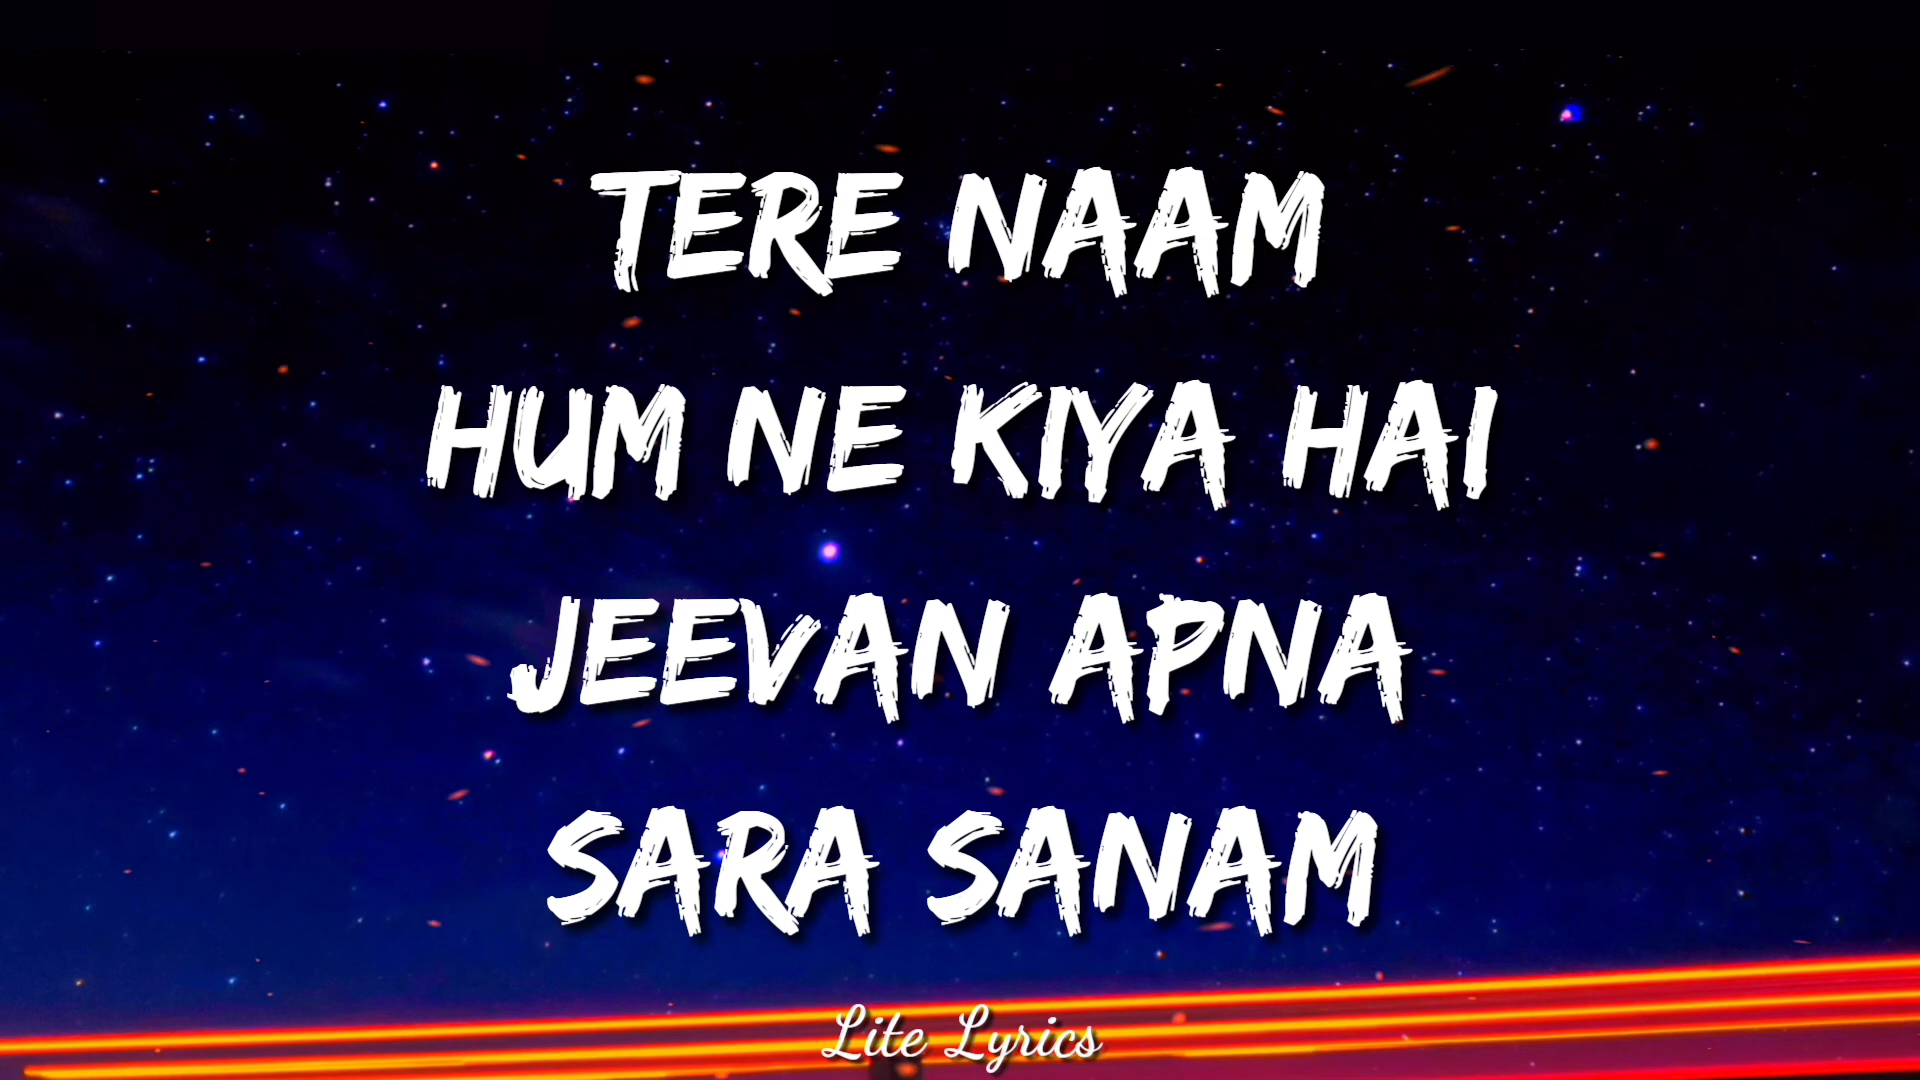 TERE NAAM
HUM NE KIYA HAI
JEEVAN APNA
SARA SANAM
Lite Lyrics